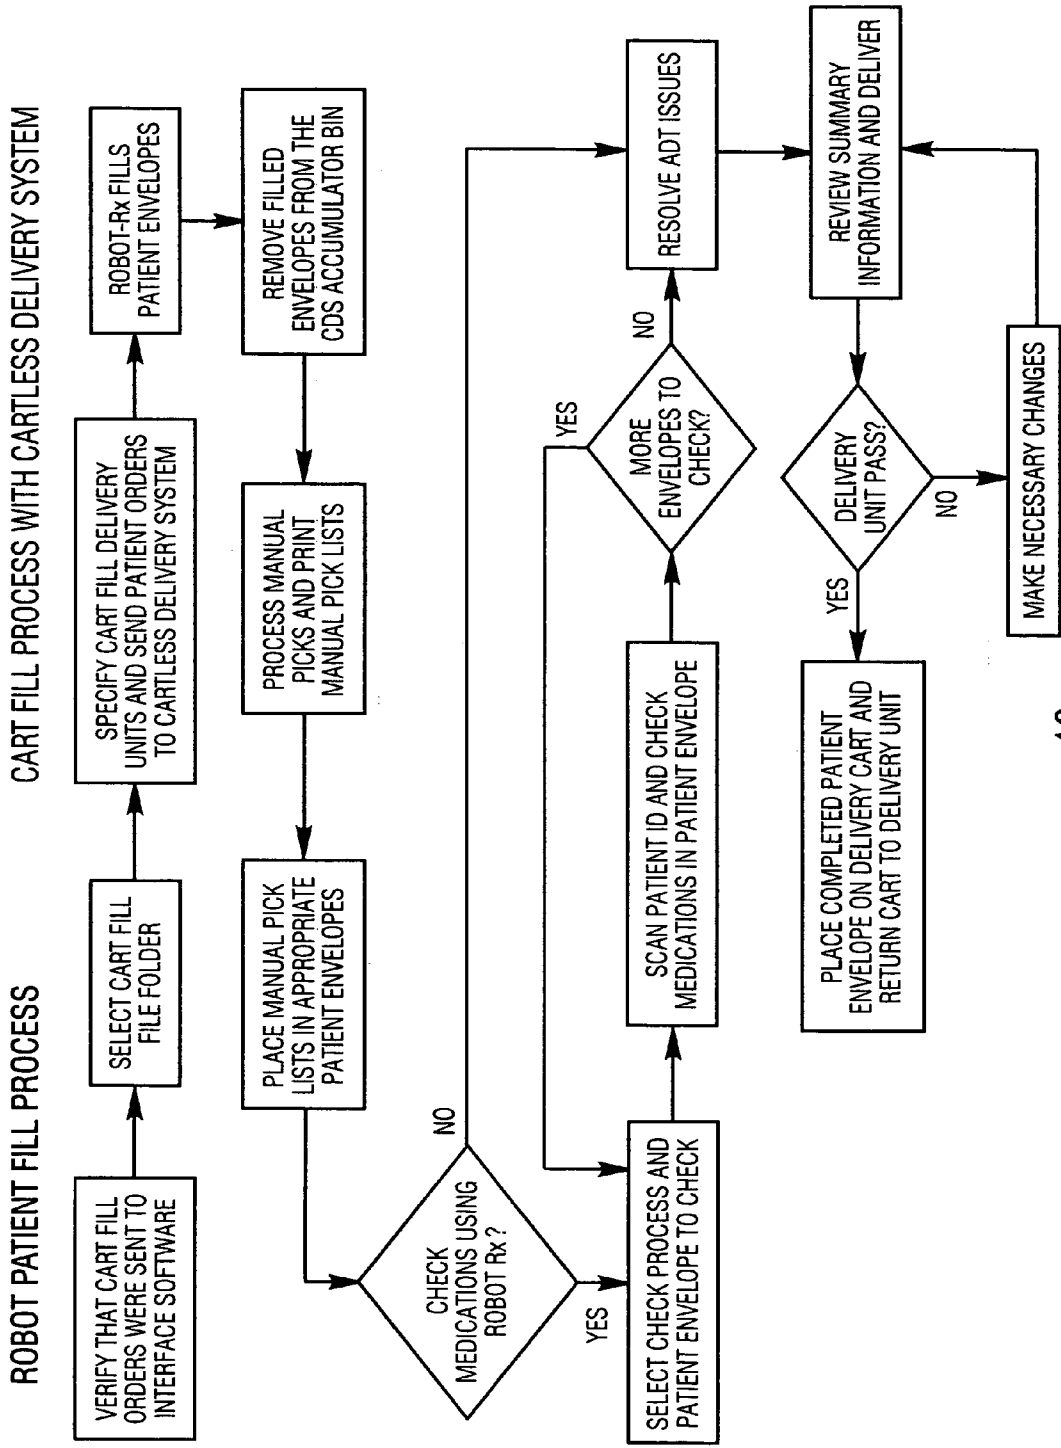 ROBOT PATIENT FILL PROCESS
CART FILL PROCESS WITH CARTLESS DELIVERY SYSTEM
VERIFY THAT CART FILL
ORDERS WERE SENT TO
INTERFACE SOFTWARE
SELECT CART FILL
FILE FOLDER
SPECIFY CART FILL DELIVERY
UNITS AND SEND PATIENT ORDERS
TO CARTLESS DELIVERY SYSTEM
ROBOT-Rx FILLS
PATIENT ENVELOPES
REMOVE FILLED
ENVELOPES FROM THE
CDS ACCUMULATOR BIN
PROCESS MANUAL
PICKS AND PRINT
MANUAL PICK LISTS
PLACE MANUAL PICK
LISTS IN APPROPRIATE
PATIENT ENVELOPES
CHECK
MEDICATIONS USING
ROBOT Rx?
NO
YES
SELECT CHECK PROCESS AND
PATIENT ENVELOPE TO CHECK
SCAN PATIENT ID AND CHECK
MEDICATIONS IN PATIENT ENVELOPE
MORE
ENVELOPES TO
CHECK?
YES
NO
RESOLVE ADT ISSUES
REVIEW SUMMARY
INFORMATION AND DELIVER
DELIVERY
UNIT PASS?
YES
NO
PLACE COMPLETED PATIENT
ENVELOPE ON DELIVERY CART AND
RETURN CART TO DELIVERY UNIT
MAKE NECESSARY CHANGES